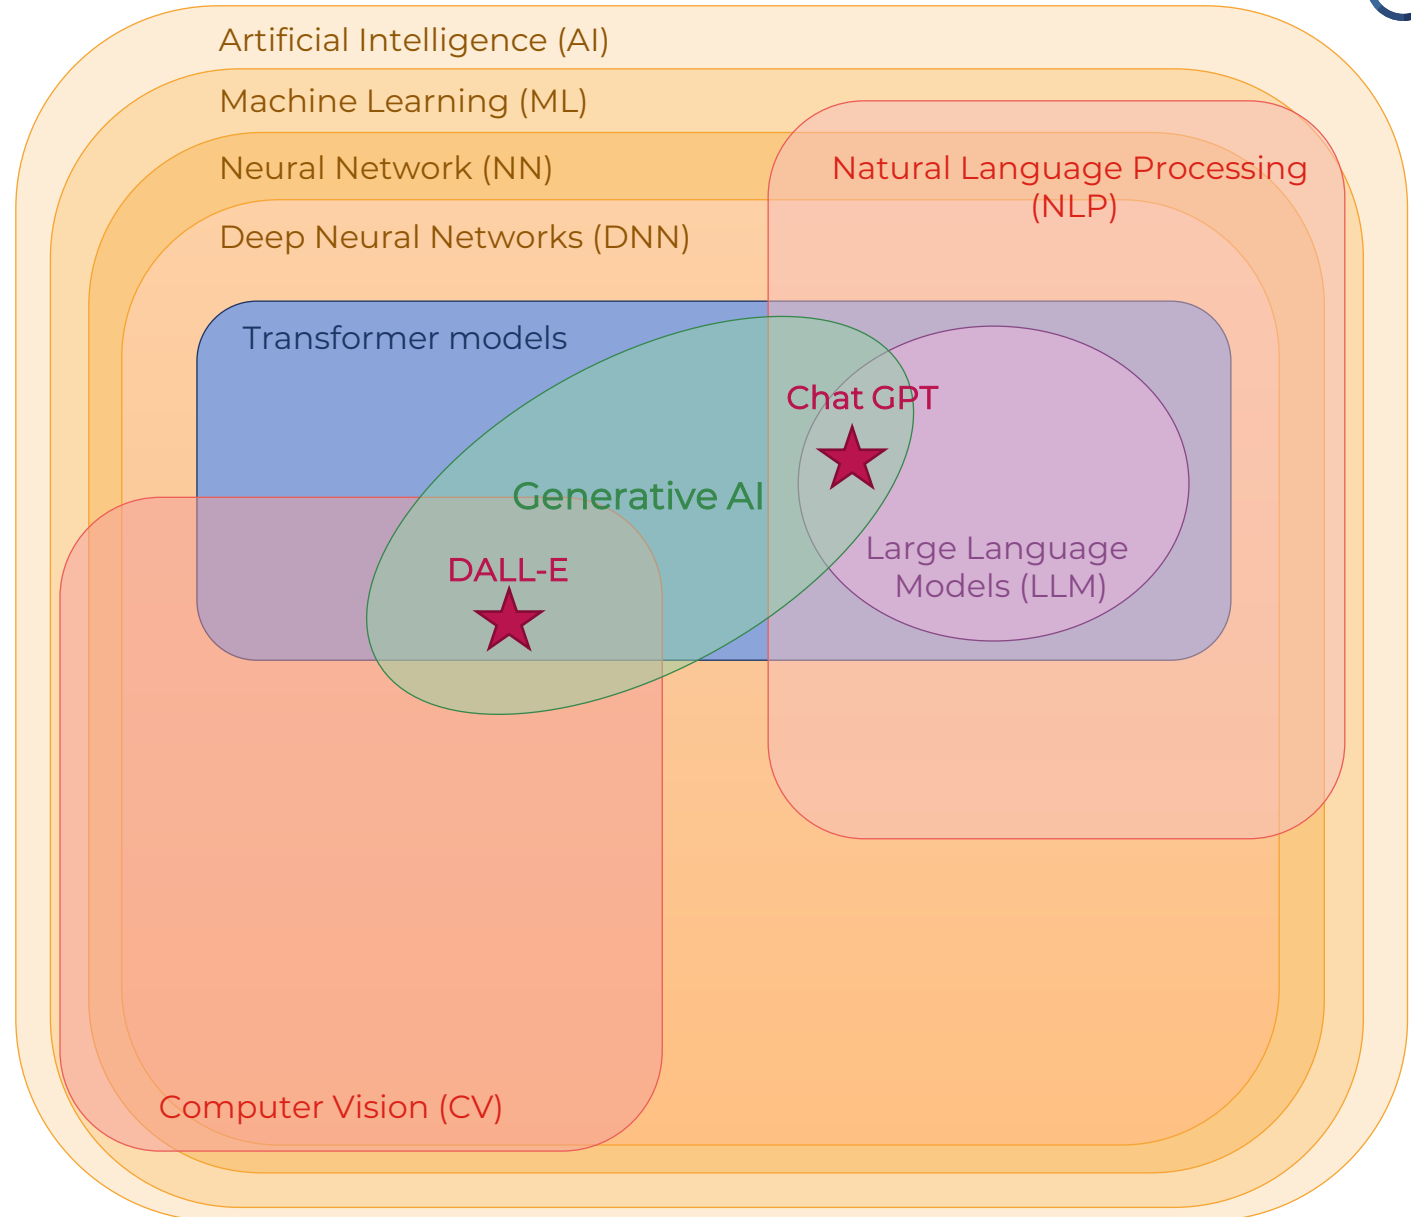 Artificial Intelligence (AI)
Machine Learning (ML)
Neural Network (NN)
Natural Language Processing
(NLP)
Deep Neural Networks (DNN)
Transformer models
Chat GPT
Generative AI
Large Language
Models (LLM)
DALL-E
Computer Vision (CV)